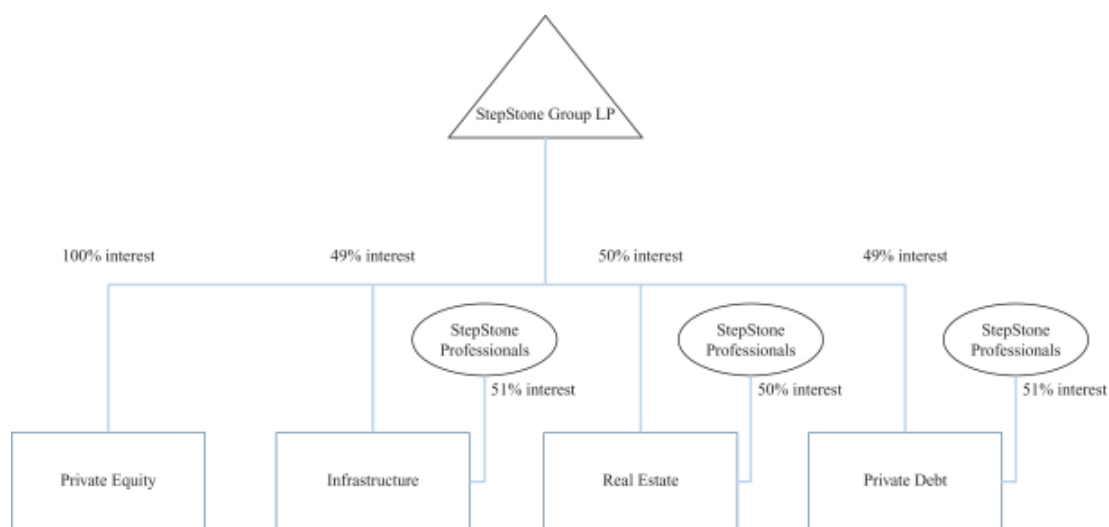 StepStone Group LP
100% interest
49% interest
50% interest
49% interest
StepStone
Professionals
StepStone
Professionals
StepStone
Professionals
51% interest
50% interest
51% interest
Private Equity
Infrastructure
Real Estate
Private Debt